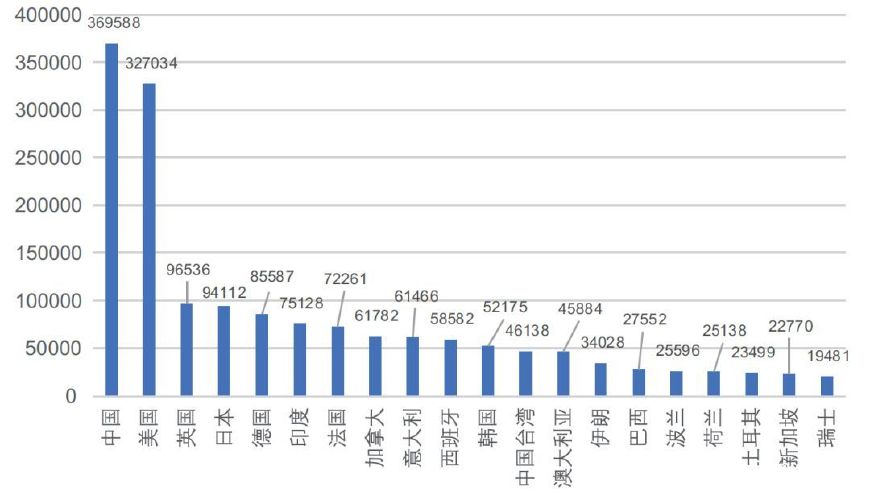 400000
350000
300000
250000
200000
150000
100000
50000
0
369588
327034
96536
94112
85587
75128
72261
61782
61466
58582
52175
46138
45884
34028
27552
25596
25138
23499
22770
19481
中国
美国
英国
日本
德国
印度
法国
加拿大
意大利
西班牙
韩国
中国台湾
澳大利亚
伊朗
巴西
波兰
荷兰
土耳其
新加坡
瑞士